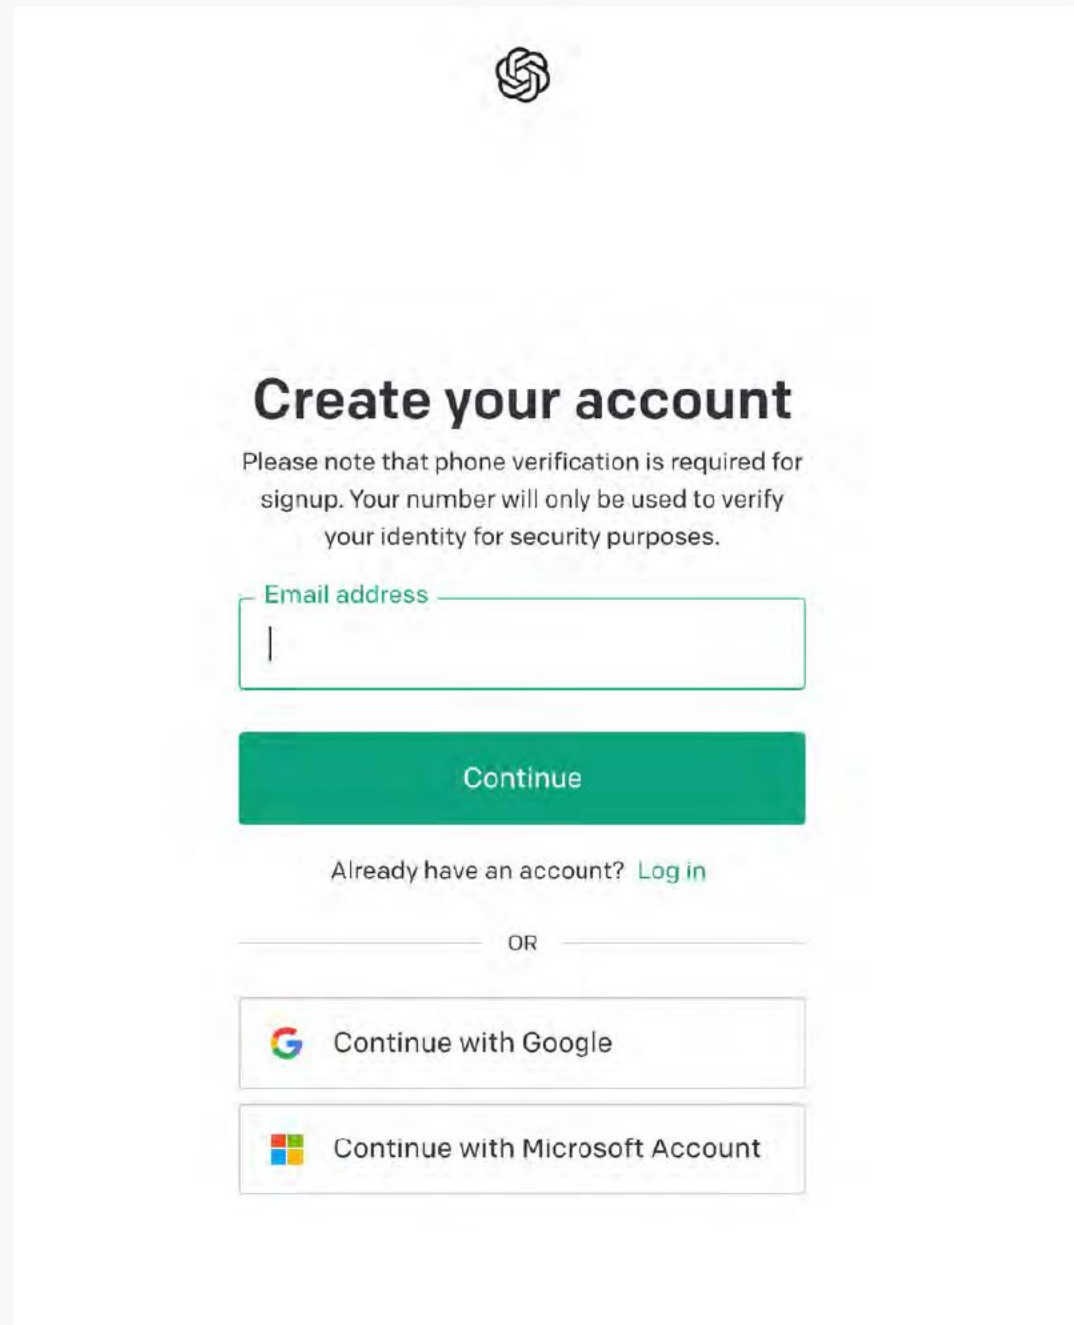 Create your account
Please note that phone verification is required for
signup. Your number will only be used to verify
your identity for security purposes.
Email address
Continue
Already have an account? Log in
OR
Continue with Google
Continue with Microsoft Account